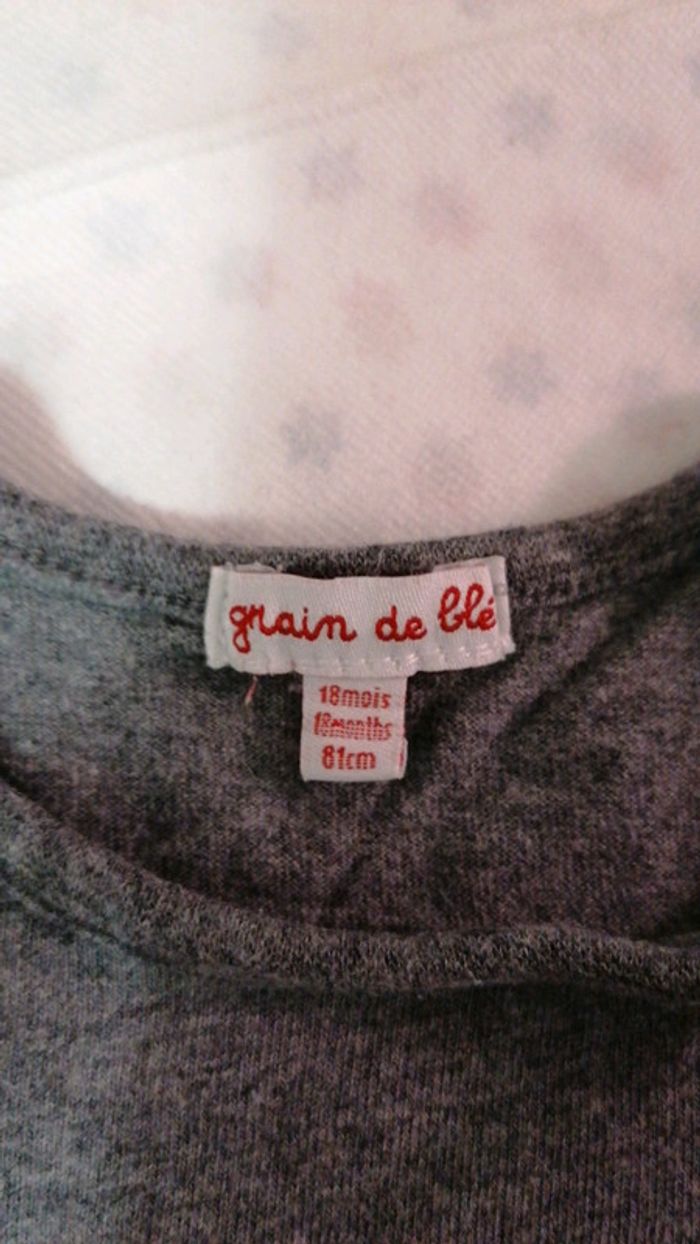 grain de blé
18mois
18months
81cm